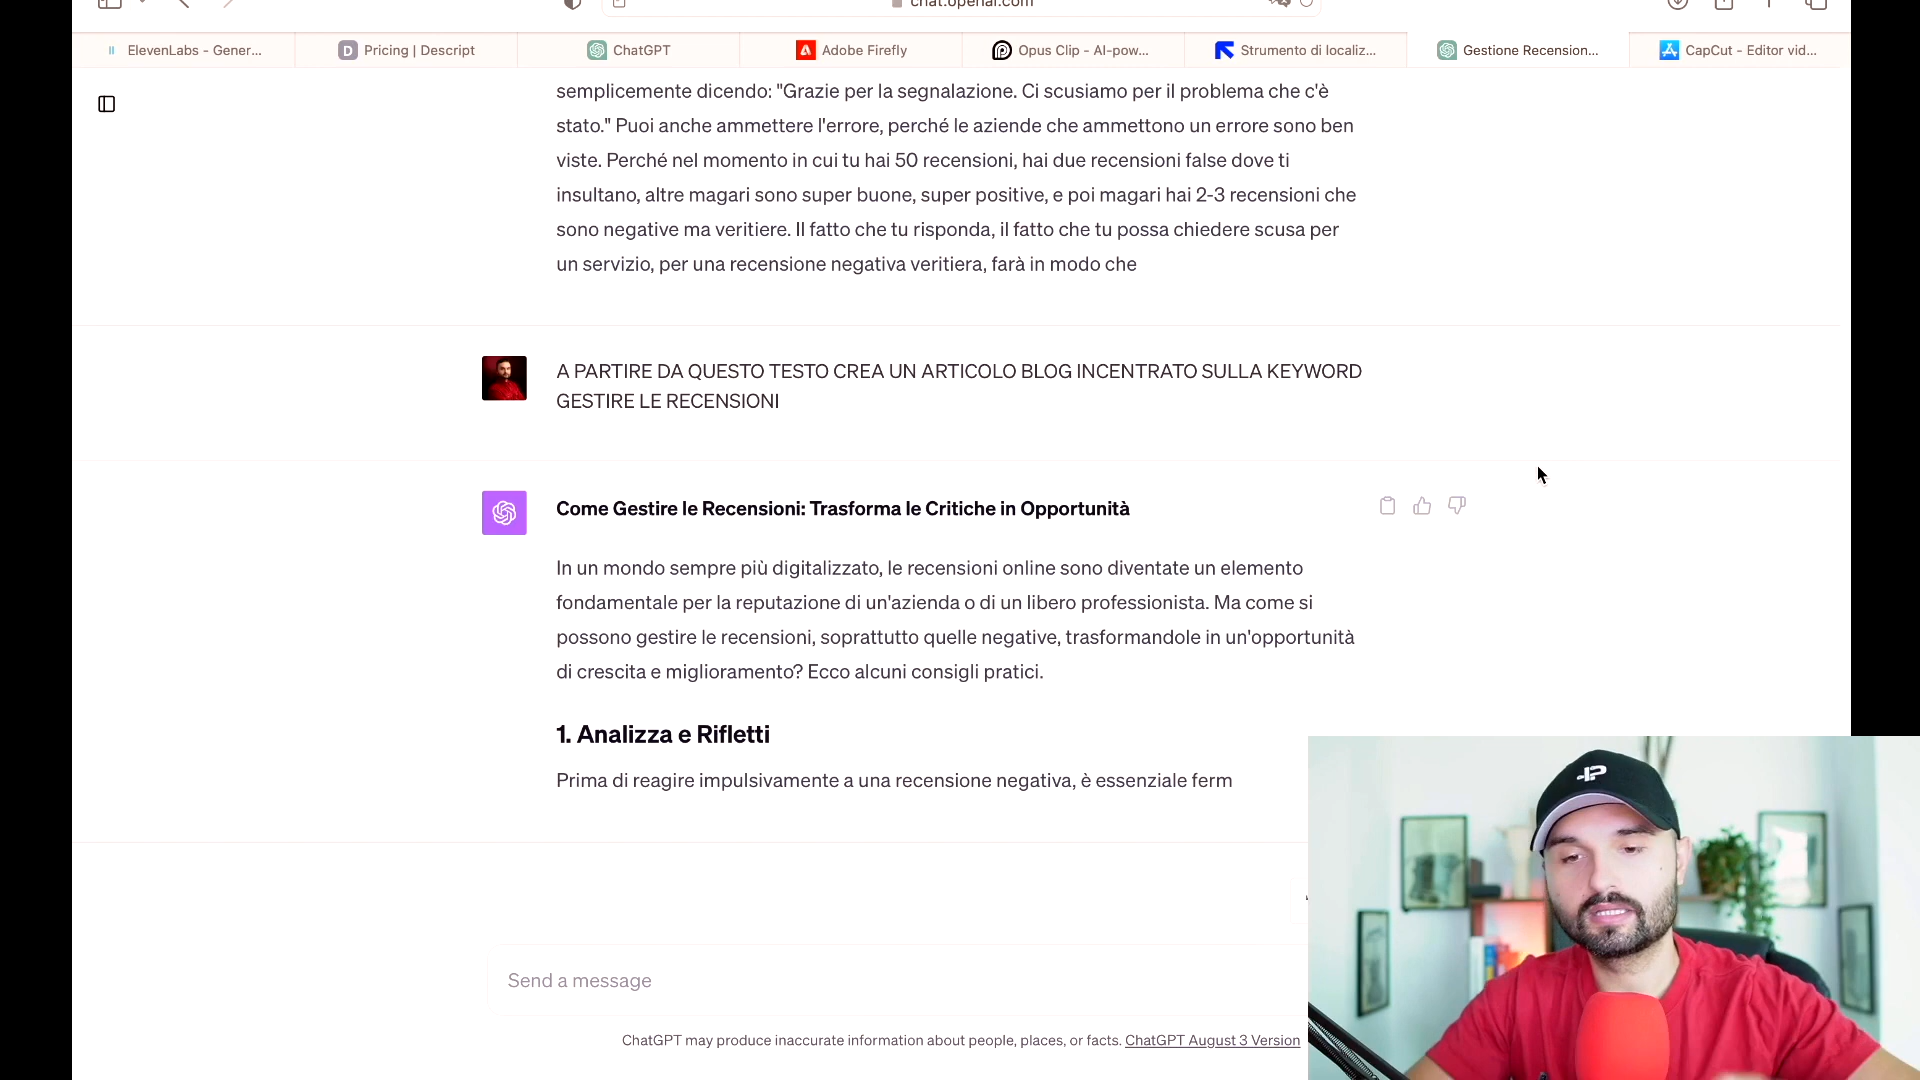 chat.openai.com
ElevenLabs - Gener...
Pricing | Descript
ChatGPT
Adobe Firefly
Opus Clip - AI-pow...
Strumento di localiz...
Gestione Recension...
CapCut - Editor vid...
semplicemente dicendo: "Grazie per la segnalazione. Ci scusiamo per il problema che c'è
stato." Puoi anche ammettere l'errore, perché le aziende che ammettono un errore sono ben
viste. Perché nel momento in cui tu hai 50 recensioni, hai due recensioni false dove ti
insultano, altre magari sono super buone, super positive, e poi magari hai 2-3 recensioni che
sono negative ma veritiere. Il fatto che tu risponda, il fatto che tu possa chiedere scusa per
un servizio, per una recensione negativa veritiera, farà in modo che
A PARTIRE DA QUESTO TESTO CREA UN ARTICOLO BLOG INCENTRATO SULLA KEYWORD
GESTIRE LE RECENSIONI
Come Gestire le Recensioni: Trasforma le Critiche in Opportunità
In un mondo sempre più digitalizzato, le recensioni online sono diventate un elemento
fondamentale per la reputazione di un'azienda o di un libero professionista. Ma come si
possono gestire le recensioni, soprattutto quelle negative, trasformandole in un'opportunità
di crescita e miglioramento? Ecco alcuni consigli pratici.
1. Analizza e Rifletti
Prima di reagire impulsivamente a una recensione negativa, è essenziale ferm
Send a message
ChatGPT may produce inaccurate information about people, places, or facts. ChatGPT August 3 Version